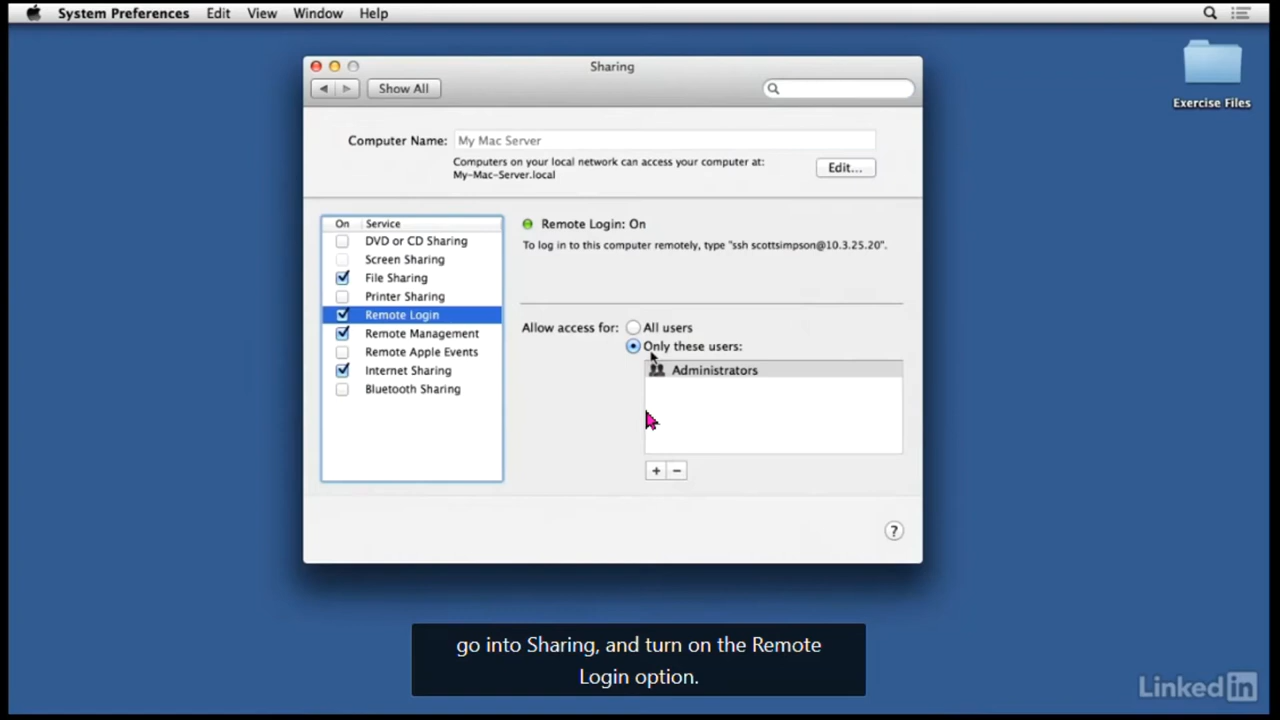 System Preferences Edit View Window Help
Sharing
Show All
Exercise Files
Computer Name: My Mac Server
Computers on your local network can access your computer at:
My-Mac-Server.local
Edit...
On Service
DVD or CD Sharing
Screen Sharing
File Sharing
Printer Sharing
Remote Login
Remote Management
Remote Apple Events
Internet Sharing
Bluetooth Sharing
Remote Login: On
To log in to this computer remotely, type "ssh scottsimpson@10.3.25.20".
Allow access for: All users
Only these users:
Administrators
+ −
?
go into Sharing, and turn on the Remote
Login option.
Linked in